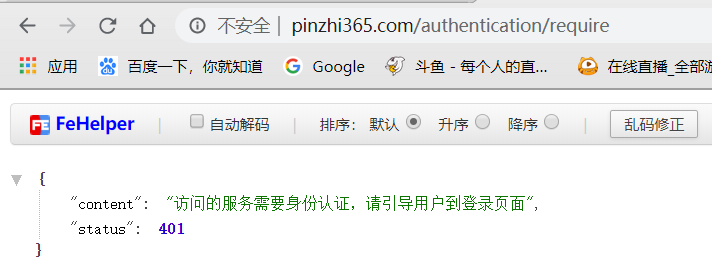 不安全 | pinzhi365.com/authentication/require
应用 百度一下，你就知道 Google 斗鱼 - 每个人的直... 在线直播_全部游
FE FeHelper | 自动解码 | 排序： 默认 升序 降序 | 乱码修正
{
"content": "访问的服务需要身份认证，请引导用户到登录页面",
"status": 401
}